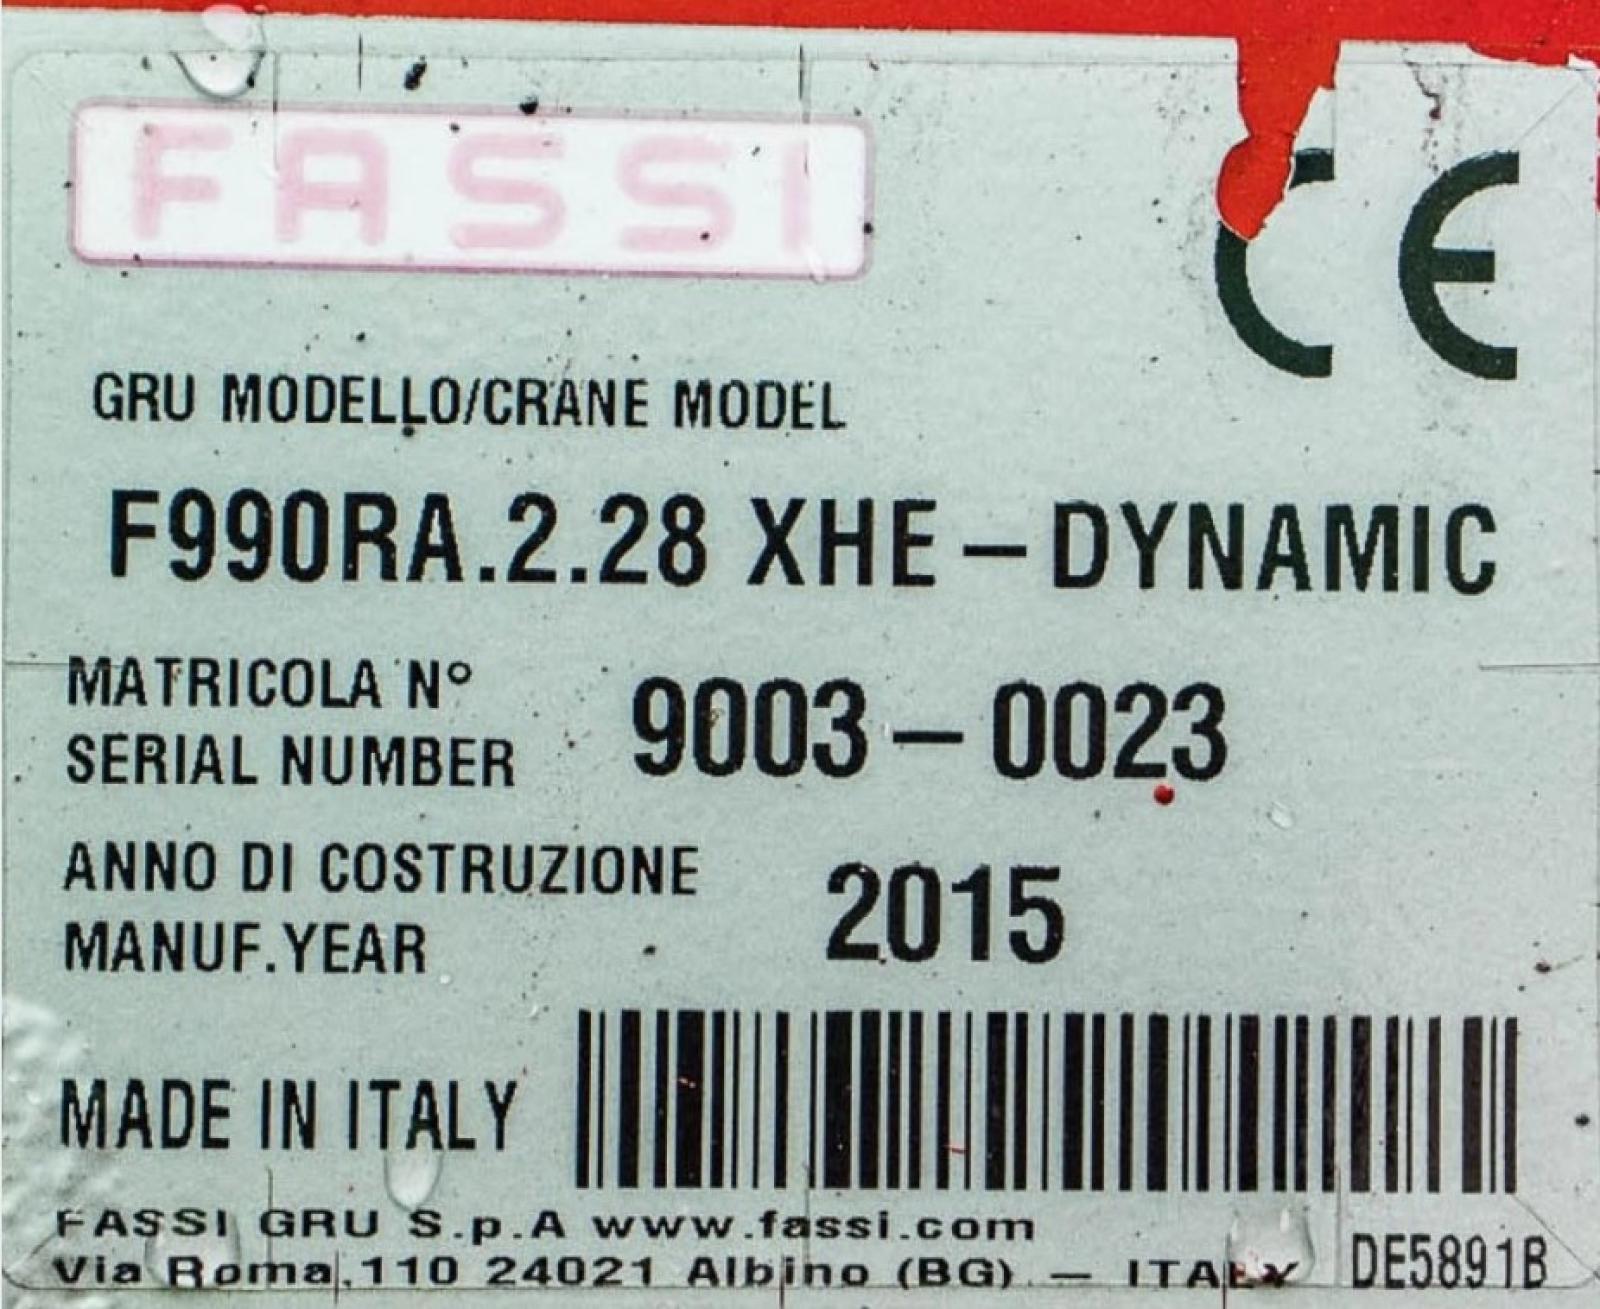 FASSI
CE
GRU MODELLO/CRANE MODEL
F990RA.2.28 XHE – DYNAMIC
MATRICOLA N°
SERIAL NUMBER 9003 – 0023
ANNO DI COSTRUZIONE
MANUF.YEAR 2015
MADE IN ITALY
FASSI GRU S.p.A www.fassi.com
Via Roma,110 24021 Albino (BG) – ITALY DE5891B